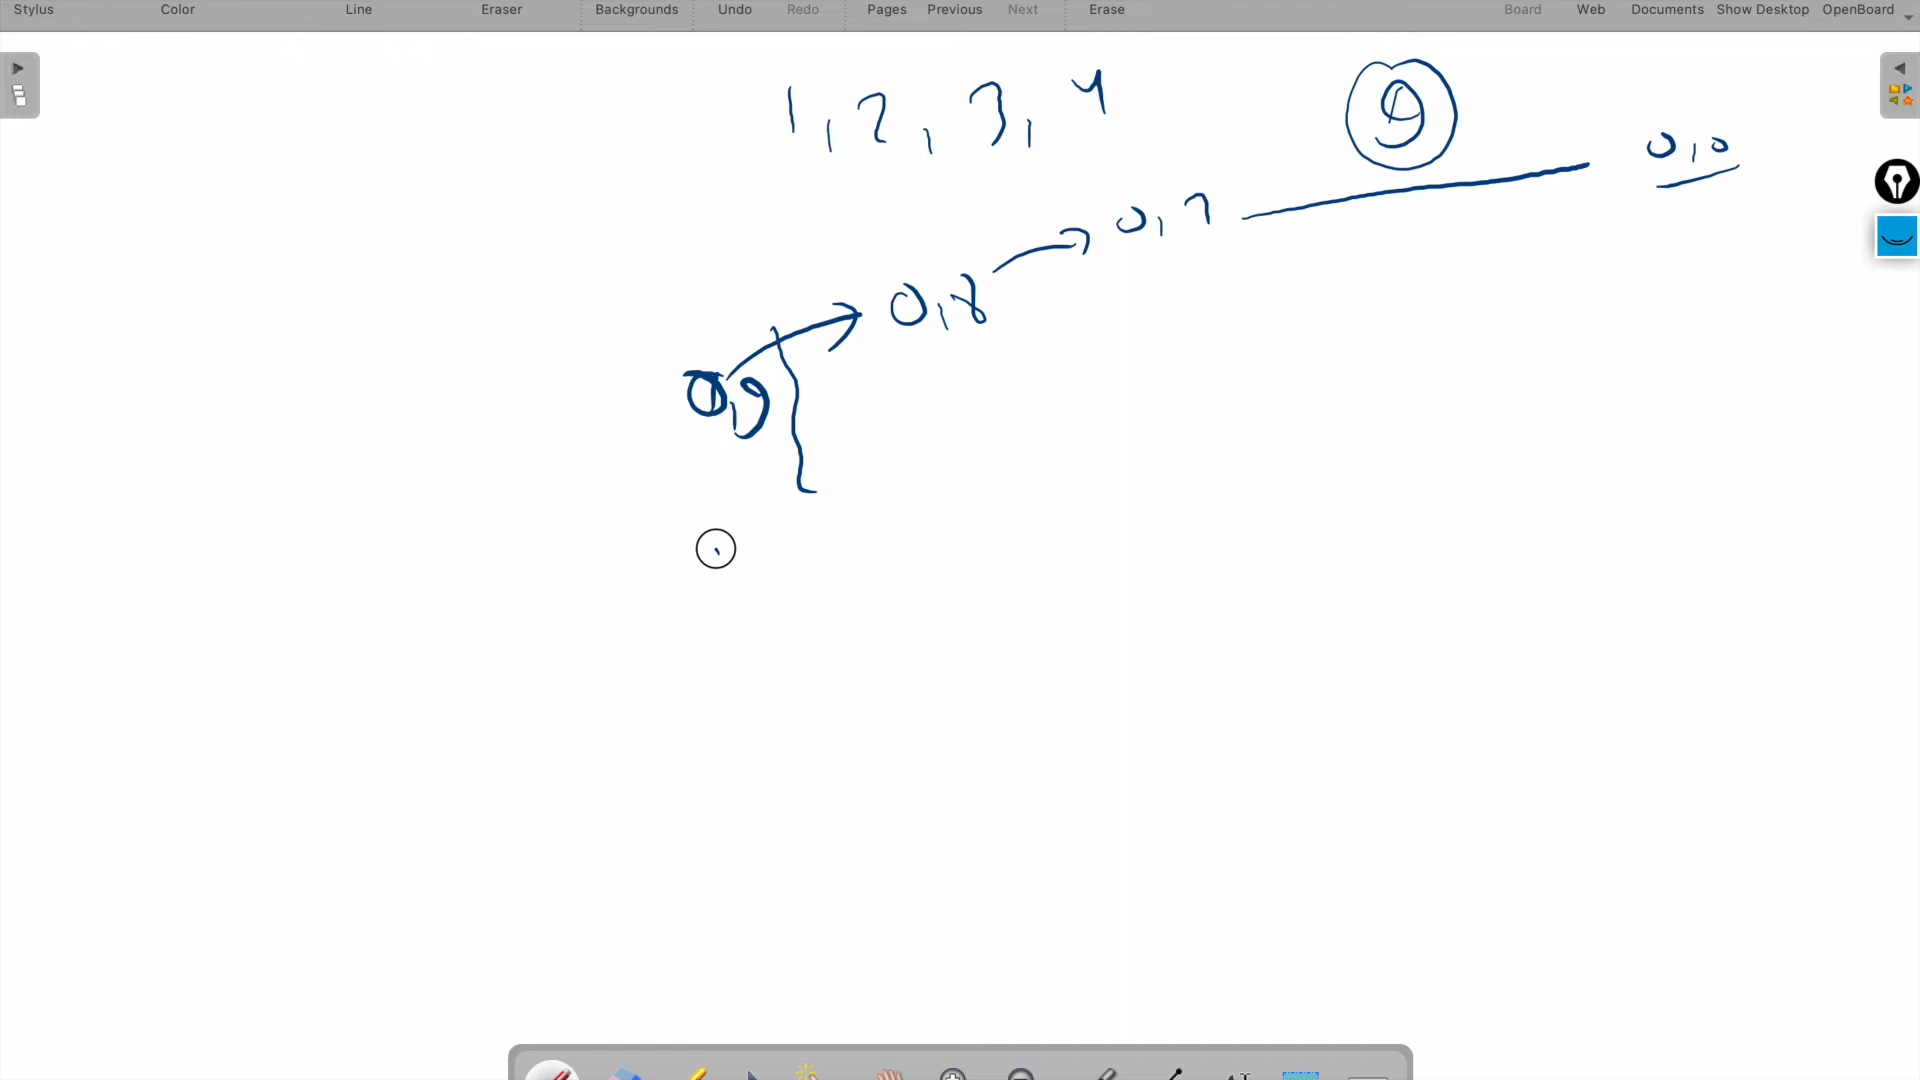 Stylus Color Line Eraser Backgrounds Undo Redo Pages Previous Next Erase Board Web Documents Show Desktop OpenBoard
1, 2, 3, 4
9
0,0
0,7
0,8
0,9